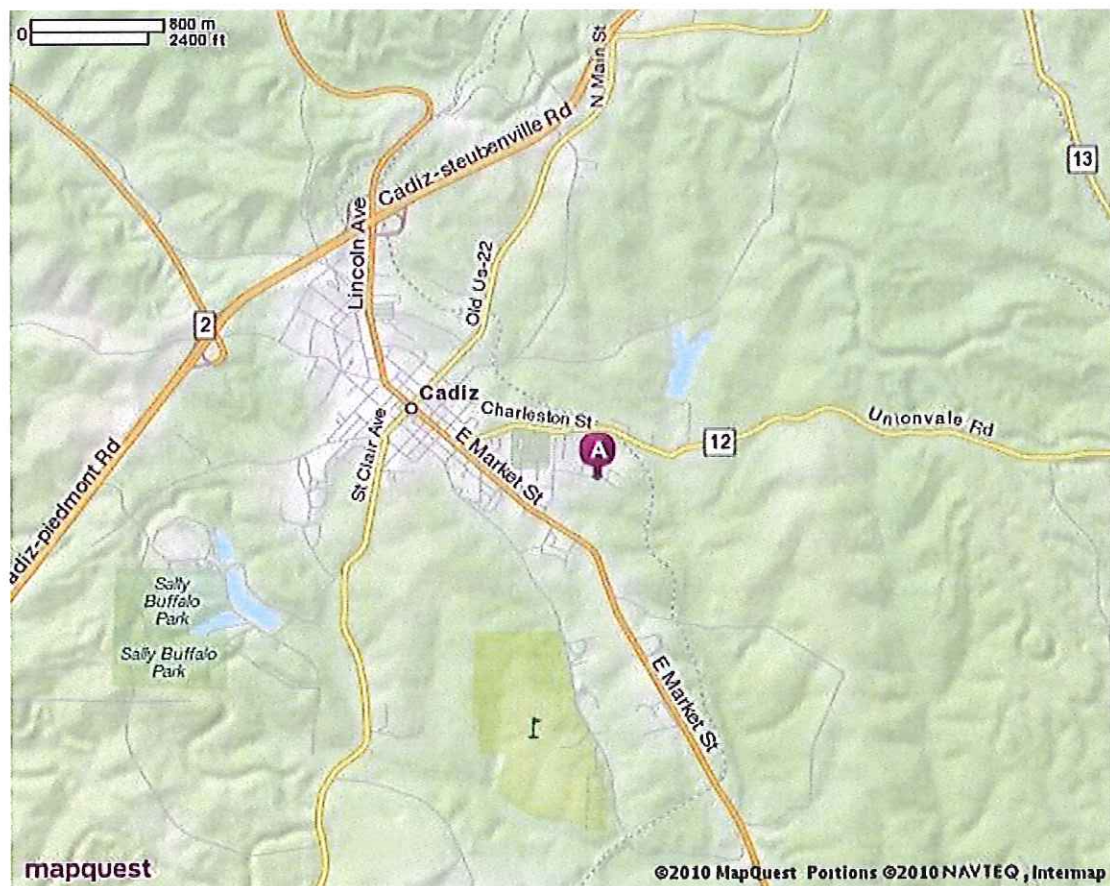 0
800 m
2400 ft
N Main St
Cadiz-steubenville Rd
13
Lincoln Ave
Old Us-22
2
Cadiz
Charleston St
Unionvale Rd
12
A
St Clair Ave
E Market St
adiz-piedmont Rd
Sally
Buffalo
Park
Sally Buffalo
Park
E Market St
mapquest
©2010 MapQuest Portions ©2010 NAVTEQ, Intermap